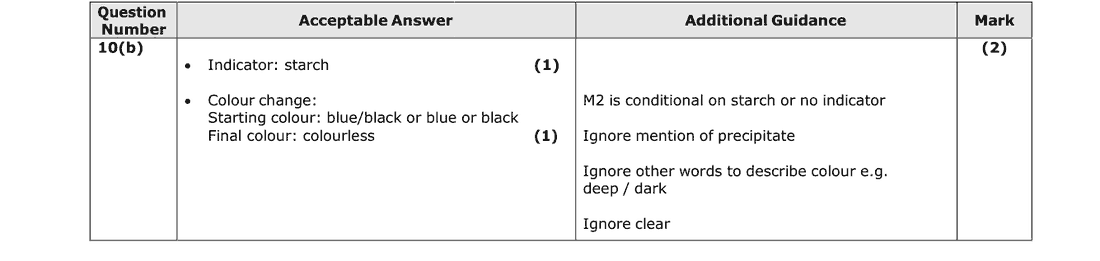 Question Number
Acceptable Answer
Additional Guidance
Mark
10(b)
(2)
• Indicator: starch (1)
• Colour change:
Starting colour: blue/black or blue or black
Final colour: colourless (1)
M2 is conditional on starch or no indicator
Ignore mention of precipitate
Ignore other words to describe colour e.g.
deep / dark
Ignore clear